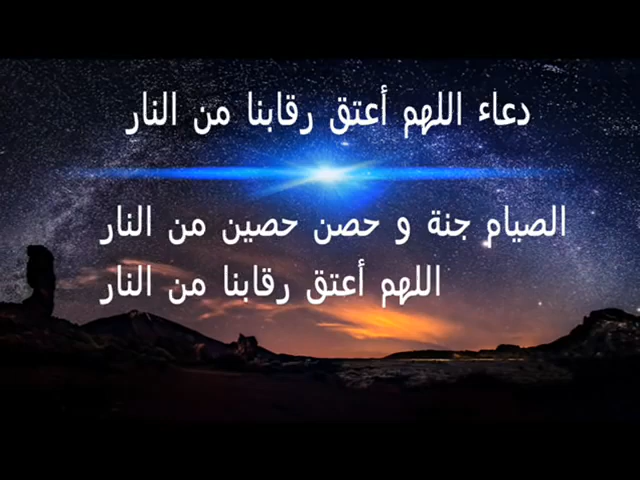 دعاء اللهم أعتق رقابنا من النار
الصيام جنة و حصن حصين من النار
اللهم أعتق رقابنا من النار